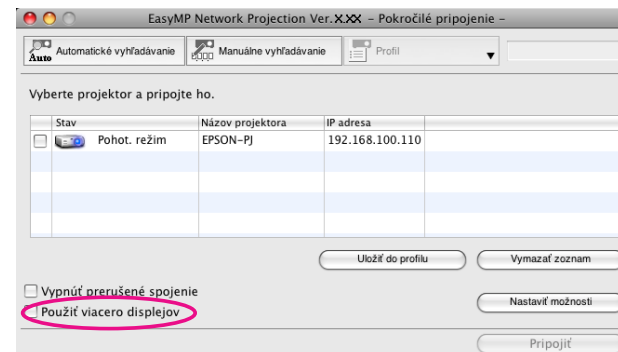 EasyMP Network Projection Ver.X.XX – Pokročilé pripojenie –
Auto Automatické vyhľadávanie Manuálne vyhľadávanie Profil
Vyberte projektor a pripojte ho.
Stav Názov projektora IP adresa
Pohot. režim EPSON-PJ 192.168.100.110
Uložiť do profilu Vymazať zoznam
Vypnúť prerušené spojenie
Použiť viacero displejov Nastaviť možnosti
Pripojiť